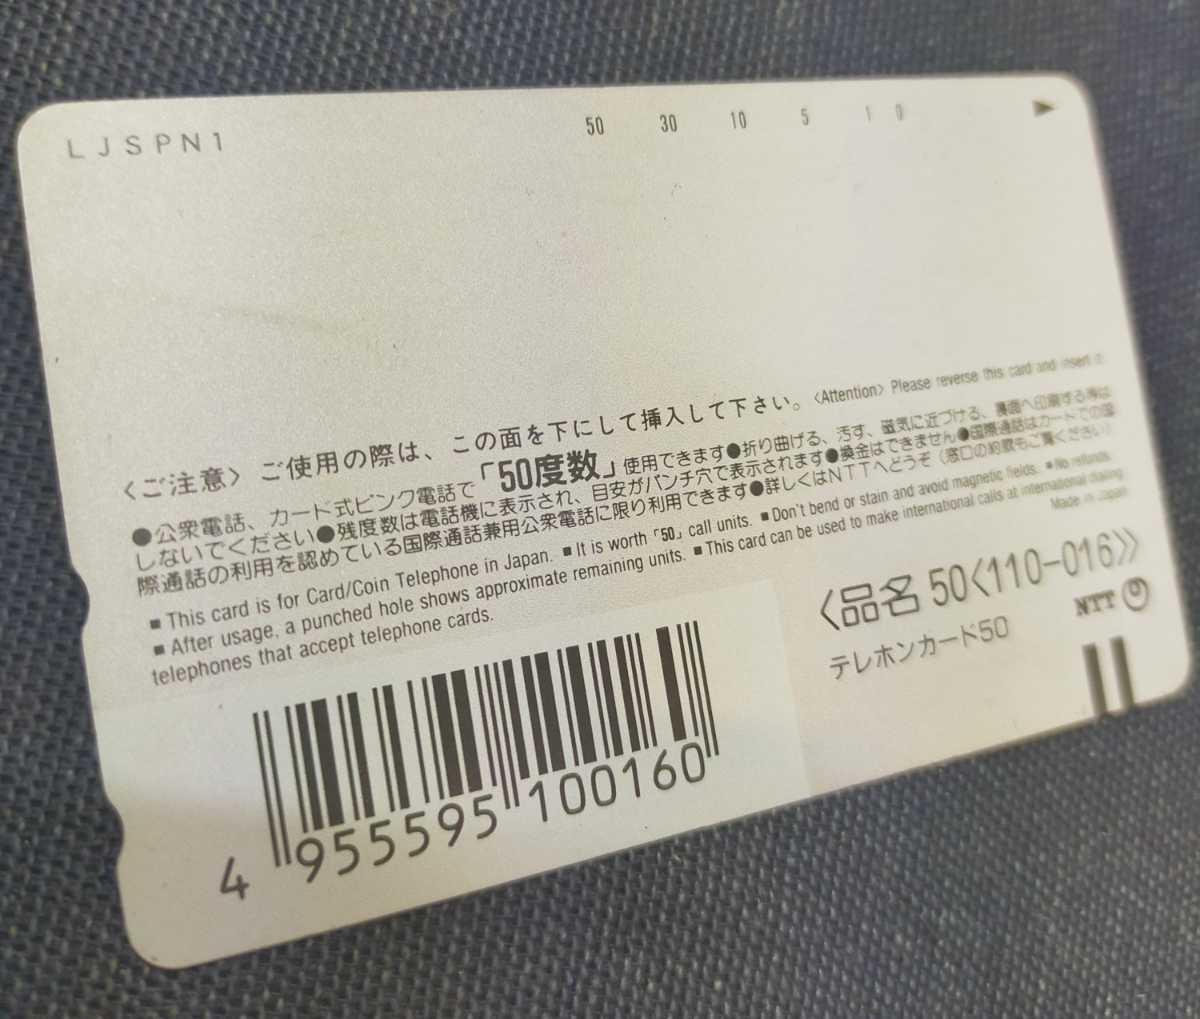 LJSPN1
50 30 10 5 1 0
〈ご注意〉ご使用の際は、この面を下にして挿入して下さい。〈Attention〉Please reverse this card and insert it.
●公衆電話、カード式ピンク電話で「50度数」使用できます●折り曲げる、汚す、磁気に近づける、裏面へ印刷する等は
しないでください●残度数は電話機に表示され、目安がパンチ穴で表示されます●換金はできません●国際通話はカードでの国
際通話の利用を認めている国際通話兼用公衆電話に限り利用できます●詳しくはNTTへどうぞ(窓口の約款もご覧ください)
■This card is for Card/Coin Telephone in Japan. ■It is worth「50」call units. ■Don't bend or stain and avoid magnetic fields. ■No refunds.
■After usage, a punched hole shows approximate remaining units. ■This card can be used to make international calls at international dialing
telephones that accept telephone cards.
Made in Japan
〈品名 50〈110-016〉〉
テレホンカード50
NTT
4 955595 100160